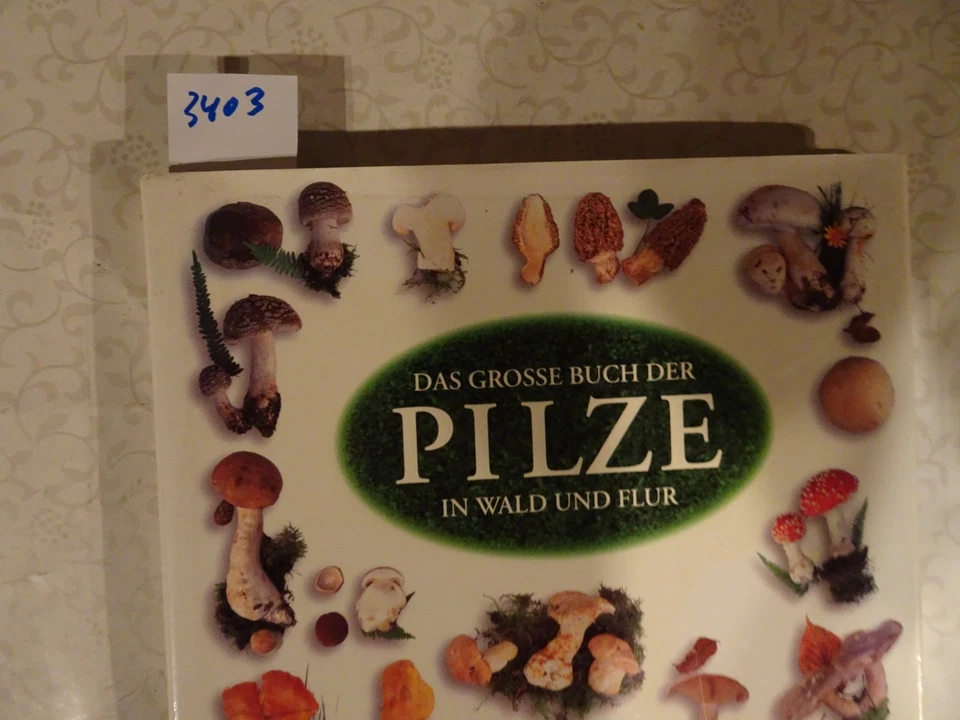 3403
DAS GROSSE BUCH DER
PILZE
IN WALD UND FLUR